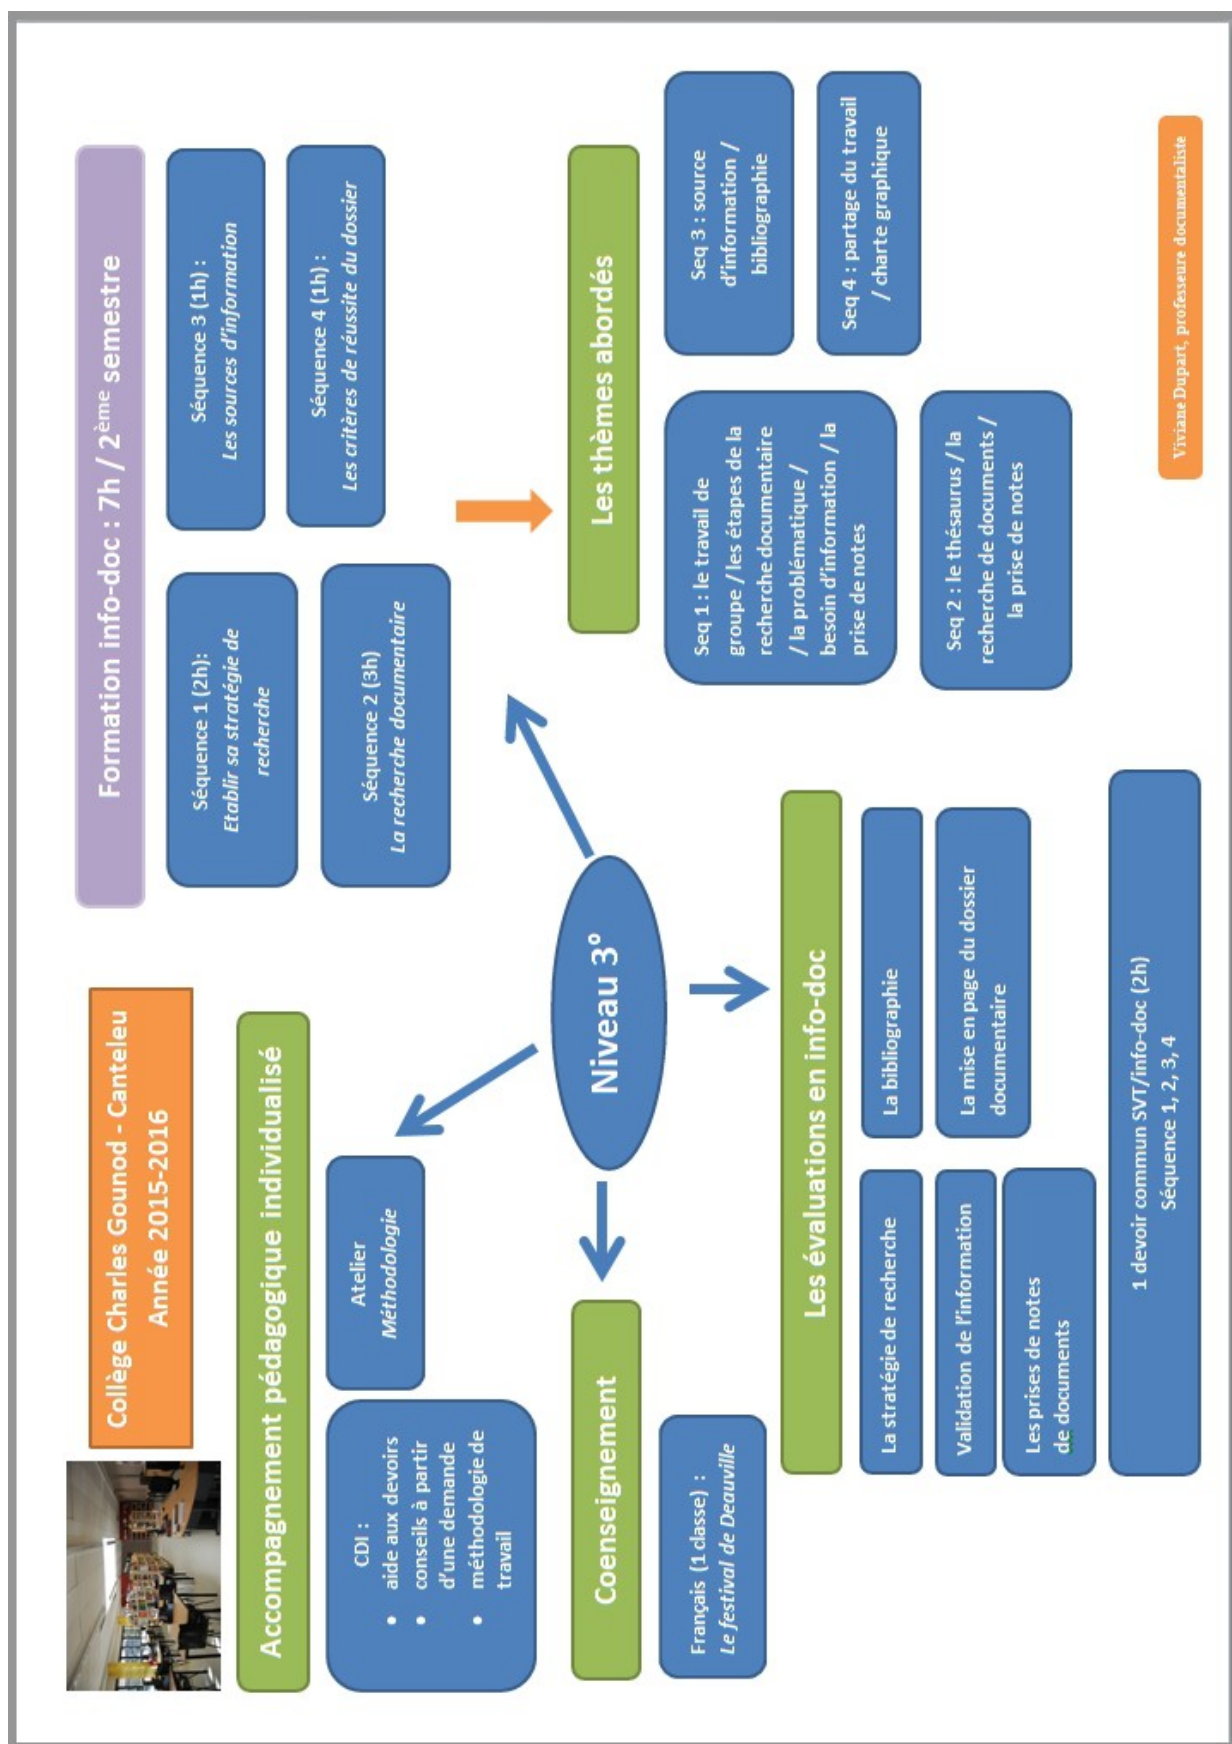 Collège Charles Gounod - Canteleu
Année 2015-2016
Accompagnement pédagogique individualisé
CDI :
• aide aux devoirs
• conseils à partir
d'une demande
• méthodologie de
travail
Atelier
Méthodologie
Coenseignement
Français (1 classe) :
Le festival de Deauville
Niveau 3°
Formation info-doc : 7h / 2ème semestre
Séquence 1 (2h):
Etablir sa stratégie de
recherche
Séquence 2 (3h)
La recherche documentaire
Séquence 3 (1h) :
Les sources d'information
Séquence 4 (1h) :
Les critères de réussite du dossier
Les thèmes abordés
Seq 1 : le travail de
groupe / les étapes de la
recherche documentaire
/ la problématique /
besoin d'information / la
prise de notes
Seq 2 : le thésaurus / la
recherche de documents /
la prise de notes
Seq 3 : source
d'information /
bibliographie
Seq 4 : partage du travail
/ charte graphique
Les évaluations en info-doc
La stratégie de recherche
Validation de l'information
Les prises de notes
de documents
La bibliographie
La mise en page du dossier
documentaire
1 devoir commun SVT/info-doc (2h)
Séquence 1, 2, 3, 4
Viviane Dupart, professeure documentaliste